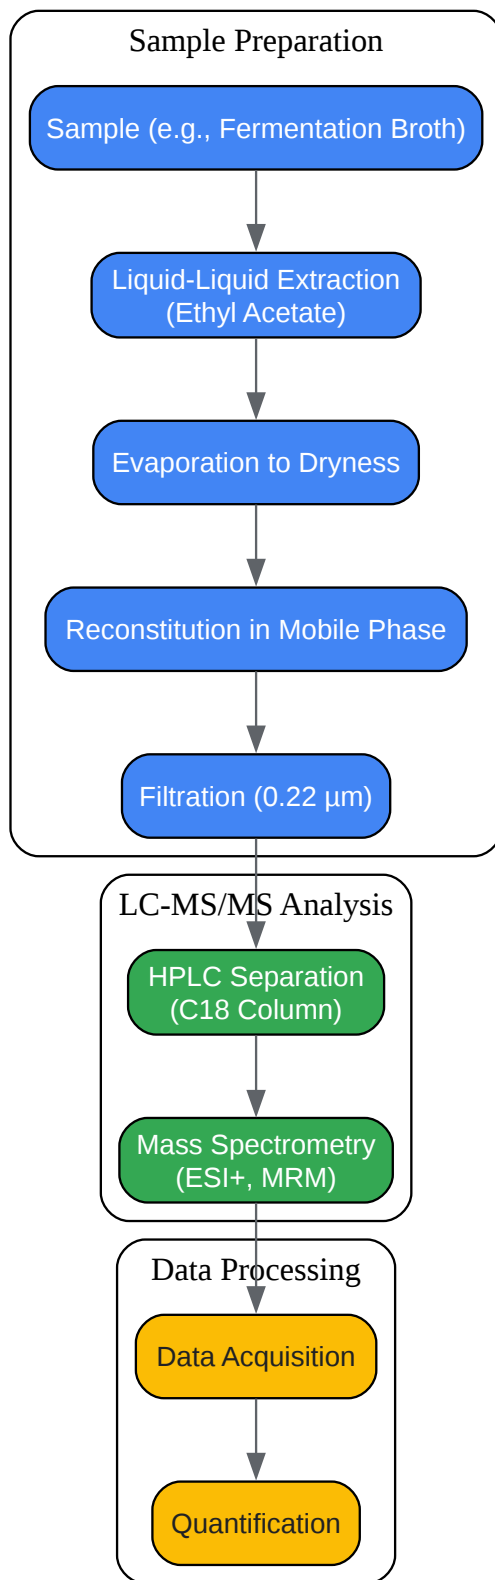 Sample Preparation
Sample (e.g., Fermentation Broth)
Liquid-Liquid Extraction
(Ethyl Acetate)
Evaporation to Dryness
Reconstitution in Mobile Phase
Filtration (0.22 µm)
LC-MS/MS Analysis
HPLC Separation
(C18 Column)
Mass Spectrometry
(ESI+, MRM)
Data Processing
Data Acquisition
Quantification